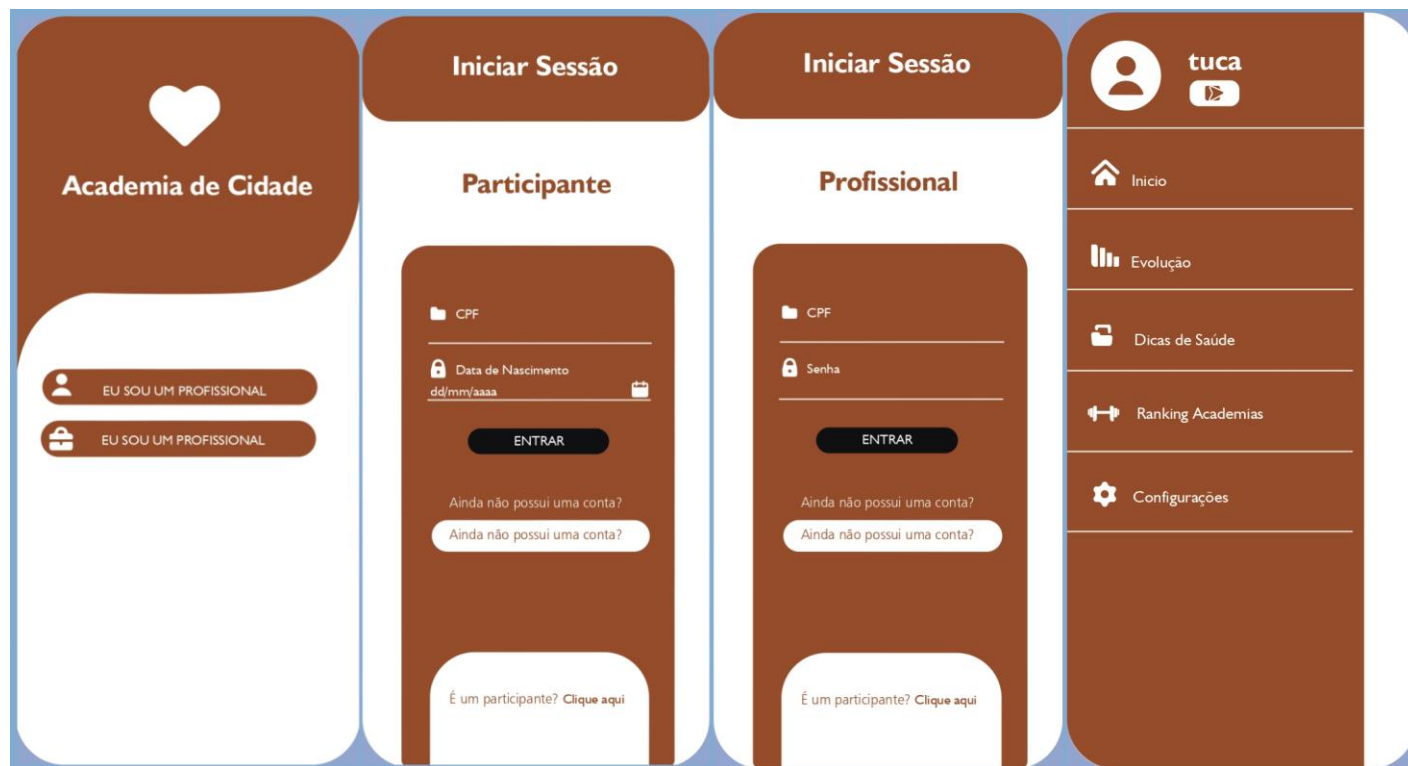 Academia de Cidade
EU SOU UM PROFISSIONAL
EU SOU UM PROFISSIONAL
Iniciar Sessão
Participante
CPF
Data de Nascimento
dd/mm/aaaa
ENTRAR
Ainda não possui uma conta?
Ainda não possui uma conta?
É um participante? Clique aqui
Iniciar Sessão
Profissional
CPF
Senha
ENTRAR
Ainda não possui uma conta?
Ainda não possui uma conta?
É um participante? Clique aqui
tuca
Inicio
Evolução
Dicas de Saúde
Ranking Academias
Configurações